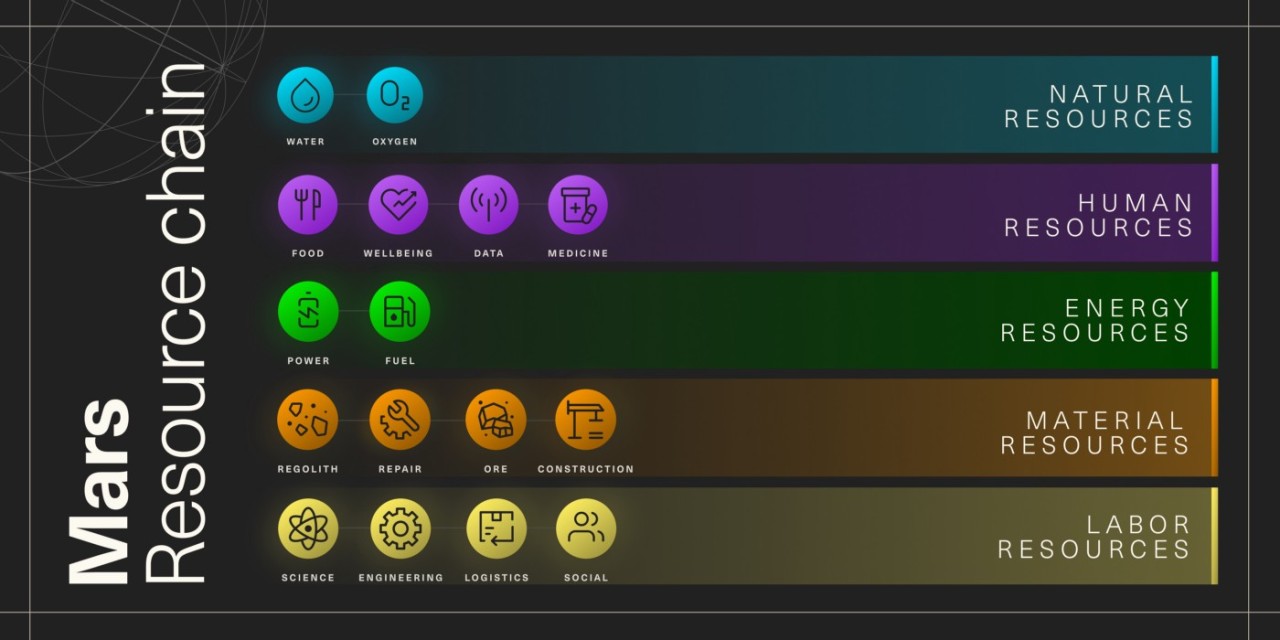 Mars
Resource chain
O2
WATER
OXYGEN
NATURAL
RESOURCES
FOOD
WELLBEING
DATA
MEDICINE
HUMAN
RESOURCES
POWER
FUEL
ENERGY
RESOURCES
REGOLITH
REPAIR
ORE
CONSTRUCTION
MATERIAL
RESOURCES
SCIENCE
ENGINEERING
LOGISTICS
SOCIAL
LABOR
RESOURCES